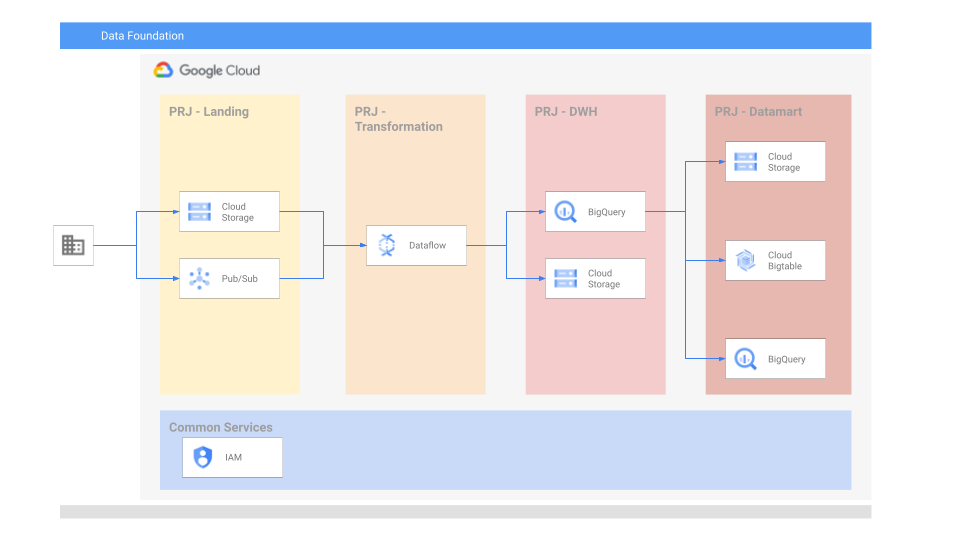 Data Foundation
Google Cloud
PRJ - Landing
Cloud
Storage
Pub/Sub
PRJ -
Transformation
Dataflow
PRJ - DWH
BigQuery
Cloud
Storage
PRJ - Datamart
Cloud
Storage
Cloud
Bigtable
BigQuery
Common Services
IAM